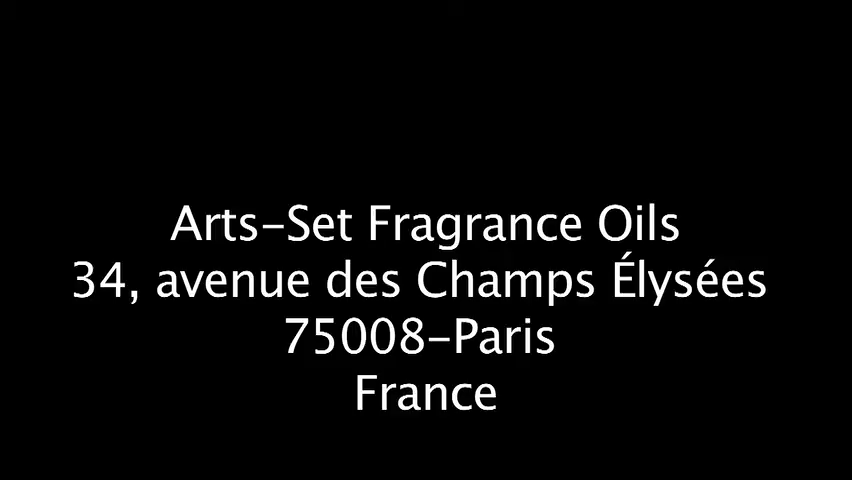 Arts-Set Fragrance Oils
34, avenue des Champs Élysées
75008-Paris
France